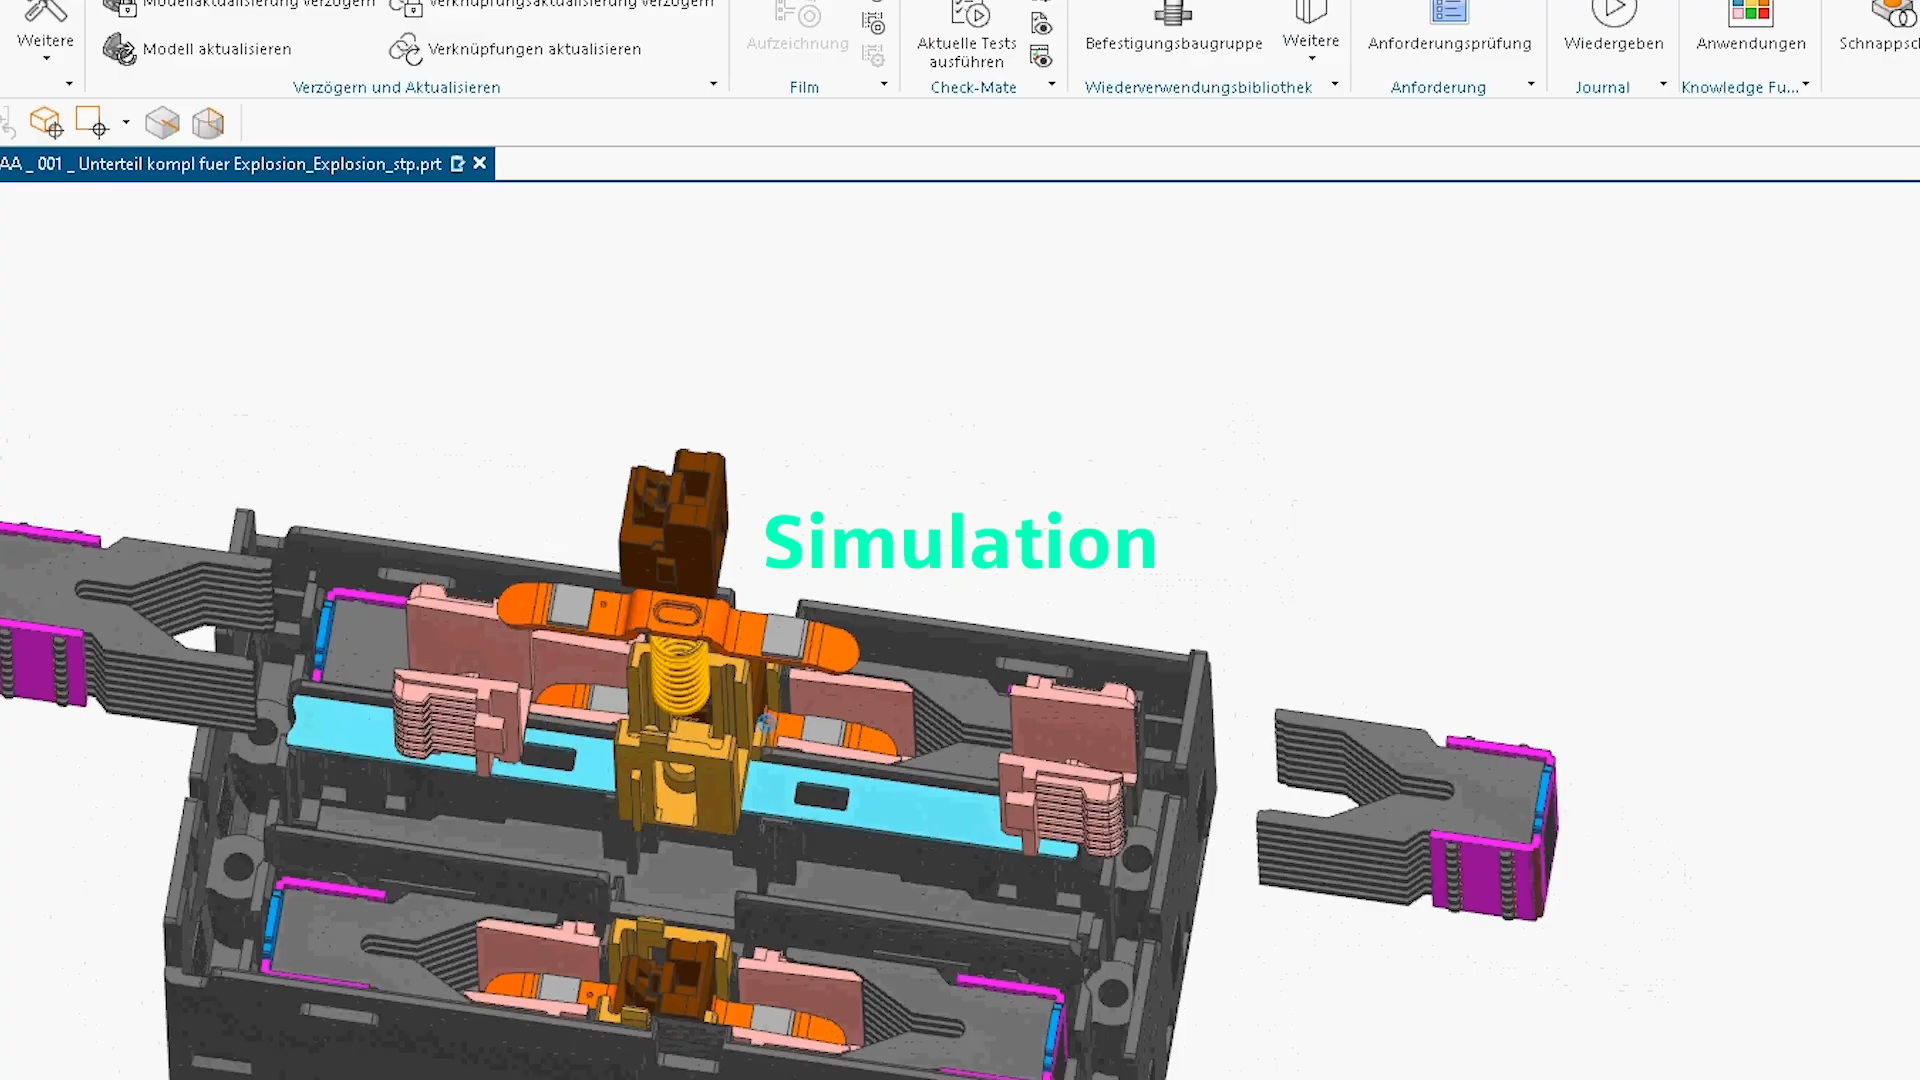 Modellaktualisierung verzögern
Verknüpfungsaktualisierung verzögern
Weitere
Modell aktualisieren
Verknüpfungen aktualisieren
Aufzeichnung
Aktuelle Tests
ausführen
Befestigungsbaugruppe
Weitere
Anforderungsprüfung
Wiedergeben
Anwendungen
Schnappsc
Verzögern und Aktualisieren
Film
Check-Mate
Wiederverwendungsbibliothek
Anforderung
Journal
Knowledge Fu...
AA _ 001 _ Unterteil kompl fuer Explosion_Explosion_stp.prt
Simulation